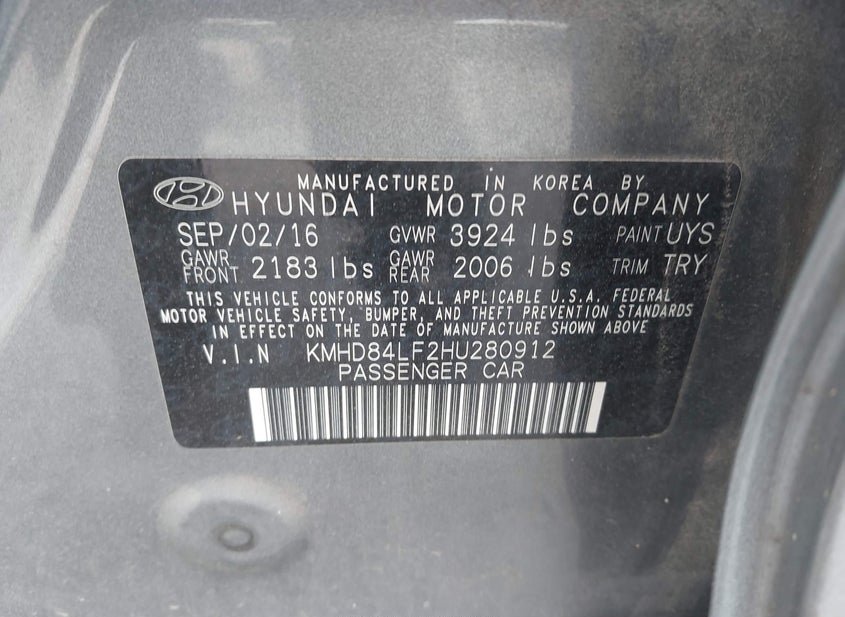 MANUFACTURED IN KOREA BY
HYUNDAI MOTOR COMPANY
SEP/02/16 GVWR 3924 lbs PAINT UYS
GAWR FRONT 2183 lbs GAWR REAR 2006 lbs TRIM TRY
THIS VEHICLE CONFORMS TO ALL APPLICABLE U.S.A. FEDERAL
MOTOR VEHICLE SAFETY, BUMPER, AND THEFT PREVENTION STANDARDS
IN EFFECT ON THE DATE OF MANUFACTURE SHOWN ABOVE
V.I.N KMHD84LF2HU280912
PASSENGER CAR